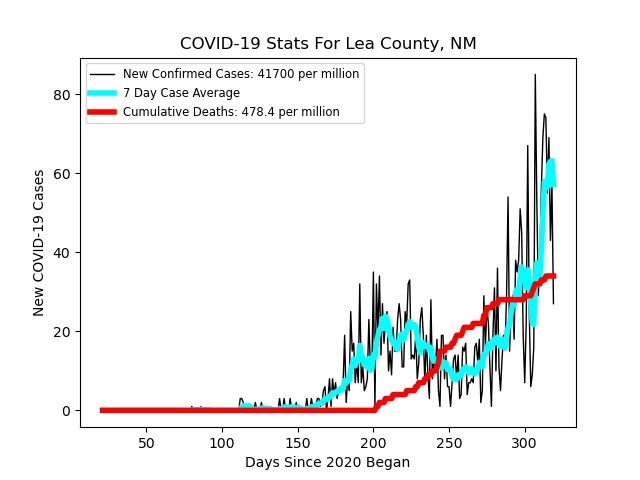 COVID-19 Stats For Lea County, NM
New Confirmed Cases: 41700 per million
7 Day Case Average
Cumulative Deaths: 478.4 per million
80
60
40
20
0
New COVID-19 Cases
50 100 150 200 250 300
Days Since 2020 Began